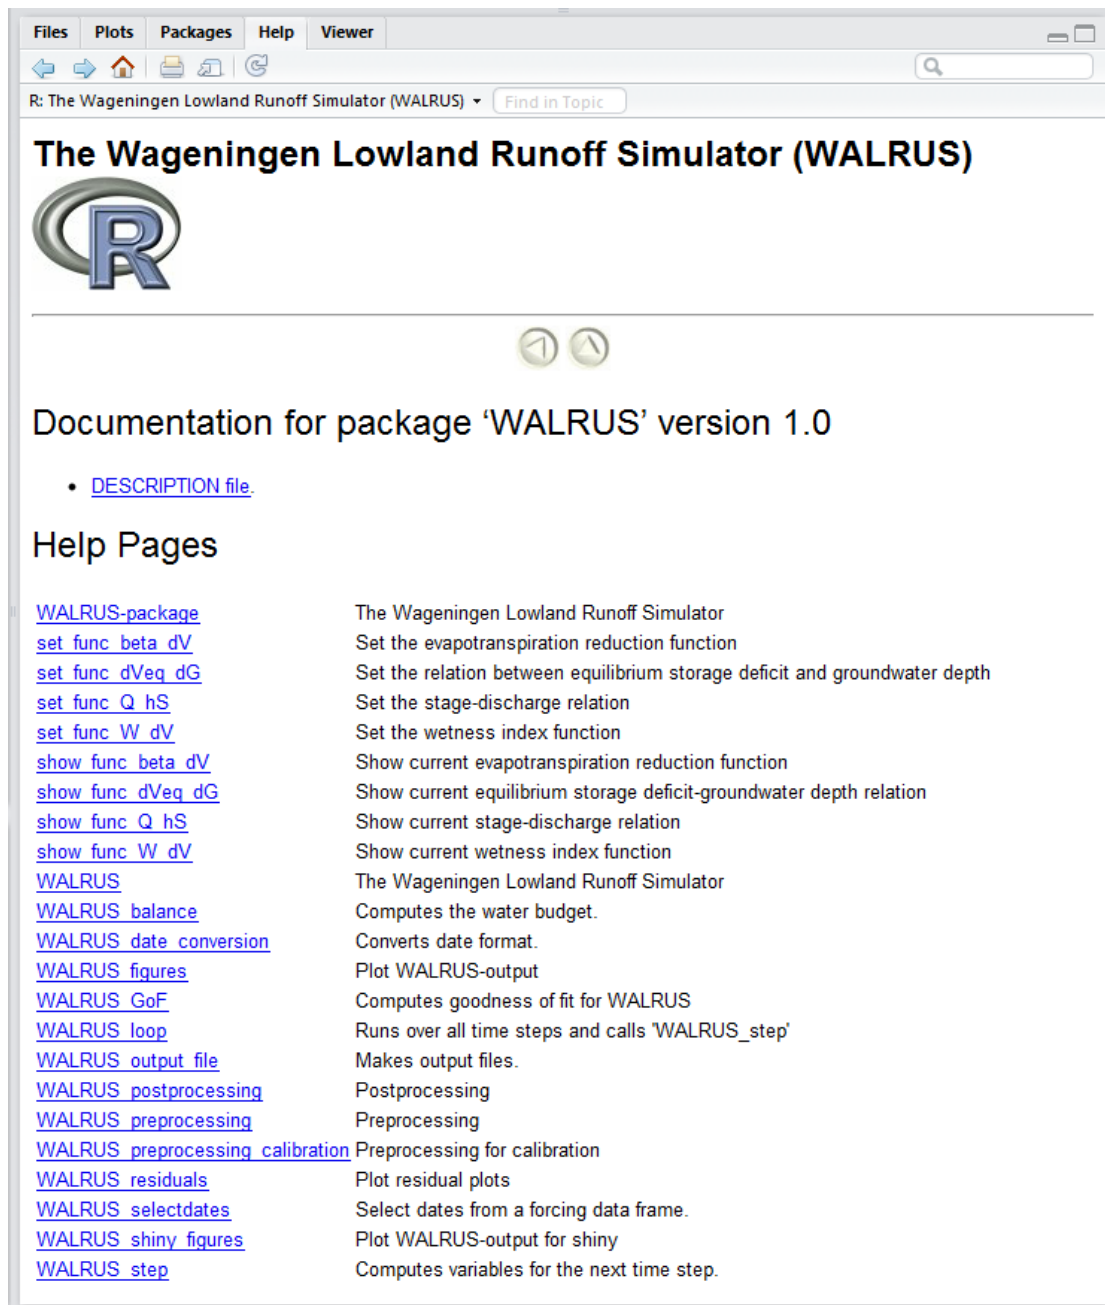 Files Plots Packages Help Viewer
R: The Wageningen Lowland Runoff Simulator (WALRUS) Find in Topic
The Wageningen Lowland Runoff Simulator (WALRUS)
R
Documentation for package ‘WALRUS’ version 1.0
• DESCRIPTION file.
Help Pages
WALRUS-package The Wageningen Lowland Runoff Simulator
set_func_beta_dV Set the evapotranspiration reduction function
set_func_dVeq_dG Set the relation between equilibrium storage deficit and groundwater depth
set_func_Q_hS Set the stage-discharge relation
set_func_W_dV Set the wetness index function
show_func_beta_dV Show current evapotranspiration reduction function
show_func_dVeq_dG Show current equilibrium storage deficit-groundwater depth relation
show_func_Q_hS Show current stage-discharge relation
show_func_W_dV Show current wetness index function
WALRUS The Wageningen Lowland Runoff Simulator
WALRUS_balance Computes the water budget.
WALRUS_date_conversion Converts date format.
WALRUS_figures Plot WALRUS-output
WALRUS_GoF Computes goodness of fit for WALRUS
WALRUS_loop Runs over all time steps and calls 'WALRUS_step'
WALRUS_output_file Makes output files.
WALRUS_postprocessing Postprocessing
WALRUS_preprocessing Preprocessing
WALRUS_preprocessing_calibration Preprocessing for calibration
WALRUS_residuals Plot residual plots
WALRUS_selectdates Select dates from a forcing data frame.
WALRUS_shiny_figures Plot WALRUS-output for shiny
WALRUS_step Computes variables for the next time step.